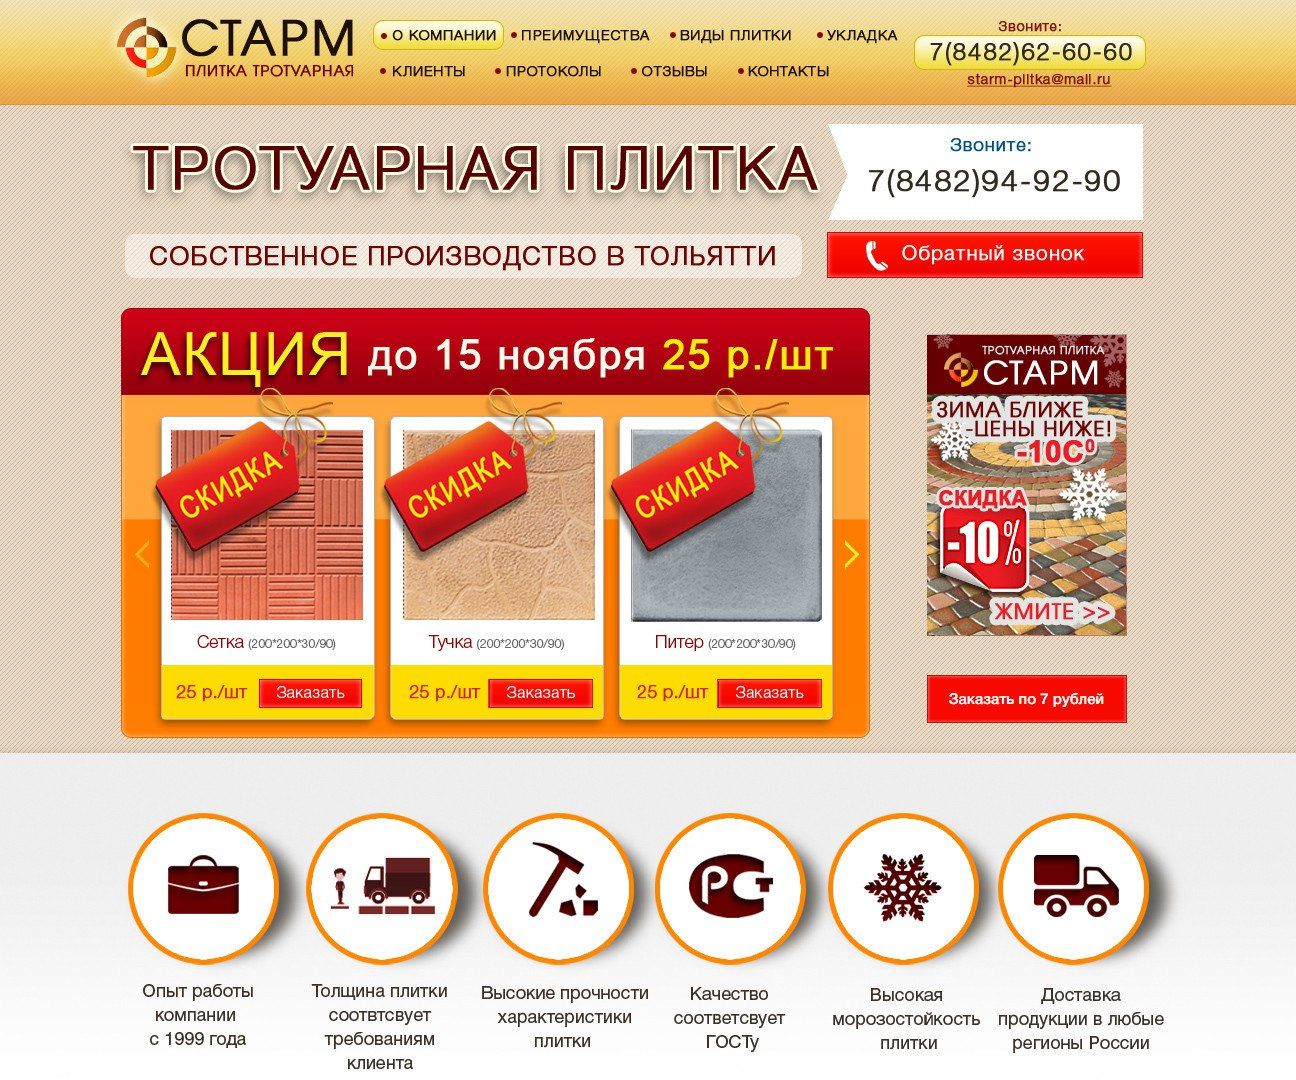 СТАРМ
ПЛИТКА ТРОТУАРНАЯ
О КОМПАНИИ ПРЕИМУЩЕСТВА ВИДЫ ПЛИТКИ УКЛАДКА
КЛИЕНТЫ ПРОТОКОЛЫ ОТЗЫВЫ КОНТАКТЫ
Звоните:
7(8482)62-60-60
starm-plitka@mail.ru
ТРОТУАРНАЯ ПЛИТКА
Звоните:
7(8482)94-92-90
СОБСТВЕННОЕ ПРОИЗВОДСТВО В ТОЛЬЯТТИ
Обратный звонок
АКЦИЯ до 15 ноября 25 р./шт
СКИДКА
СКИДКА
СКИДКА
Сетка (200*200*30/90)
Тучка (200*200*30/90)
Питер (200*200*30/90)
25 р./шт Заказать
25 р./шт Заказать
25 р./шт Заказать
ТРОТУАРНАЯ ПЛИТКА
СТАРМ
ЗИМА БЛИЖЕ
-ЦЕНЫ НИЖЕ!
-10С⁰
СКИДКА
-10%
ЖМИТЕ >>
Заказать по 7 рублей
РСТ
Опыт работы
компании
с 1999 года
Толщина плитки
соотвтсвует
требованиям
клиента
Высокие прочности
характеристики
плитки
Качество
соответсвует
ГОСТу
Высокая
морозостойкость
плитки
Доставка
продукции в любые
регионы России